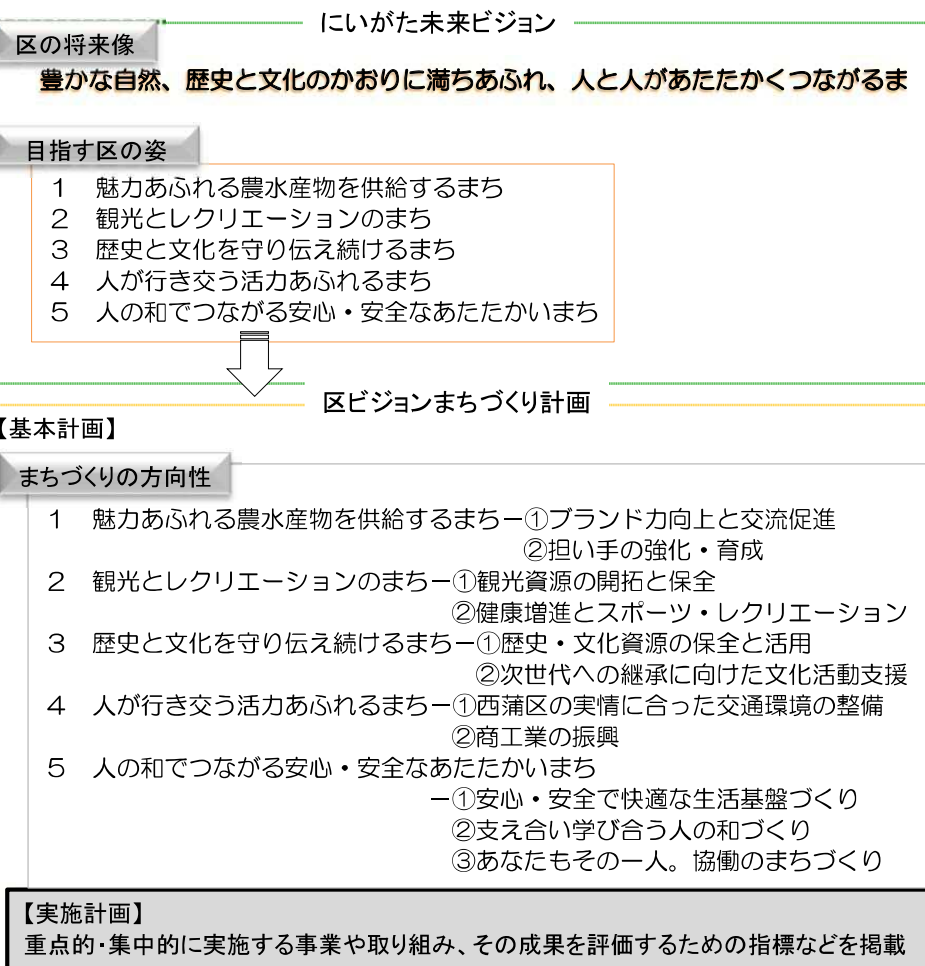 にいがた未来ビジョン
区の将来像
豊かな自然、歴史と文化のかおりに満ちあふれ、人と人があたたかくつながるま
目指す区の姿
1 魅力あふれる農水産物を供給するまち
2 観光とレクリエーションのまち
3 歴史と文化を守り伝え続けるまち
4 人が行き交う活力あふれるまち
5 人の和でつながる安心・安全なあたたかいまち
区ビジョンまちづくり計画
【基本計画】
まちづくりの方向性
1 魅力あふれる農水産物を供給するまちー①ブランド力向上と交流促進
②担い手の強化・育成
2 観光とレクリエーションのまちー①観光資源の開拓と保全
②健康増進とスポーツ・レクリエーション
3 歴史と文化を守り伝え続けるまちー①歴史・文化資源の保全と活用
②次世代への継承に向けた文化活動支援
4 人が行き交う活力あふれるまちー①西蒲区の実情に合った交通環境の整備
②商工業の振興
5 人の和でつながる安心・安全なあたたかいまち
ー①安心・安全で快適な生活基盤づくり
②支え合い学び合う人の和づくり
③あなたもその一人。協働のまちづくり
【実施計画】
重点的・集中的に実施する事業や取り組み、その成果を評価するための指標などを掲載